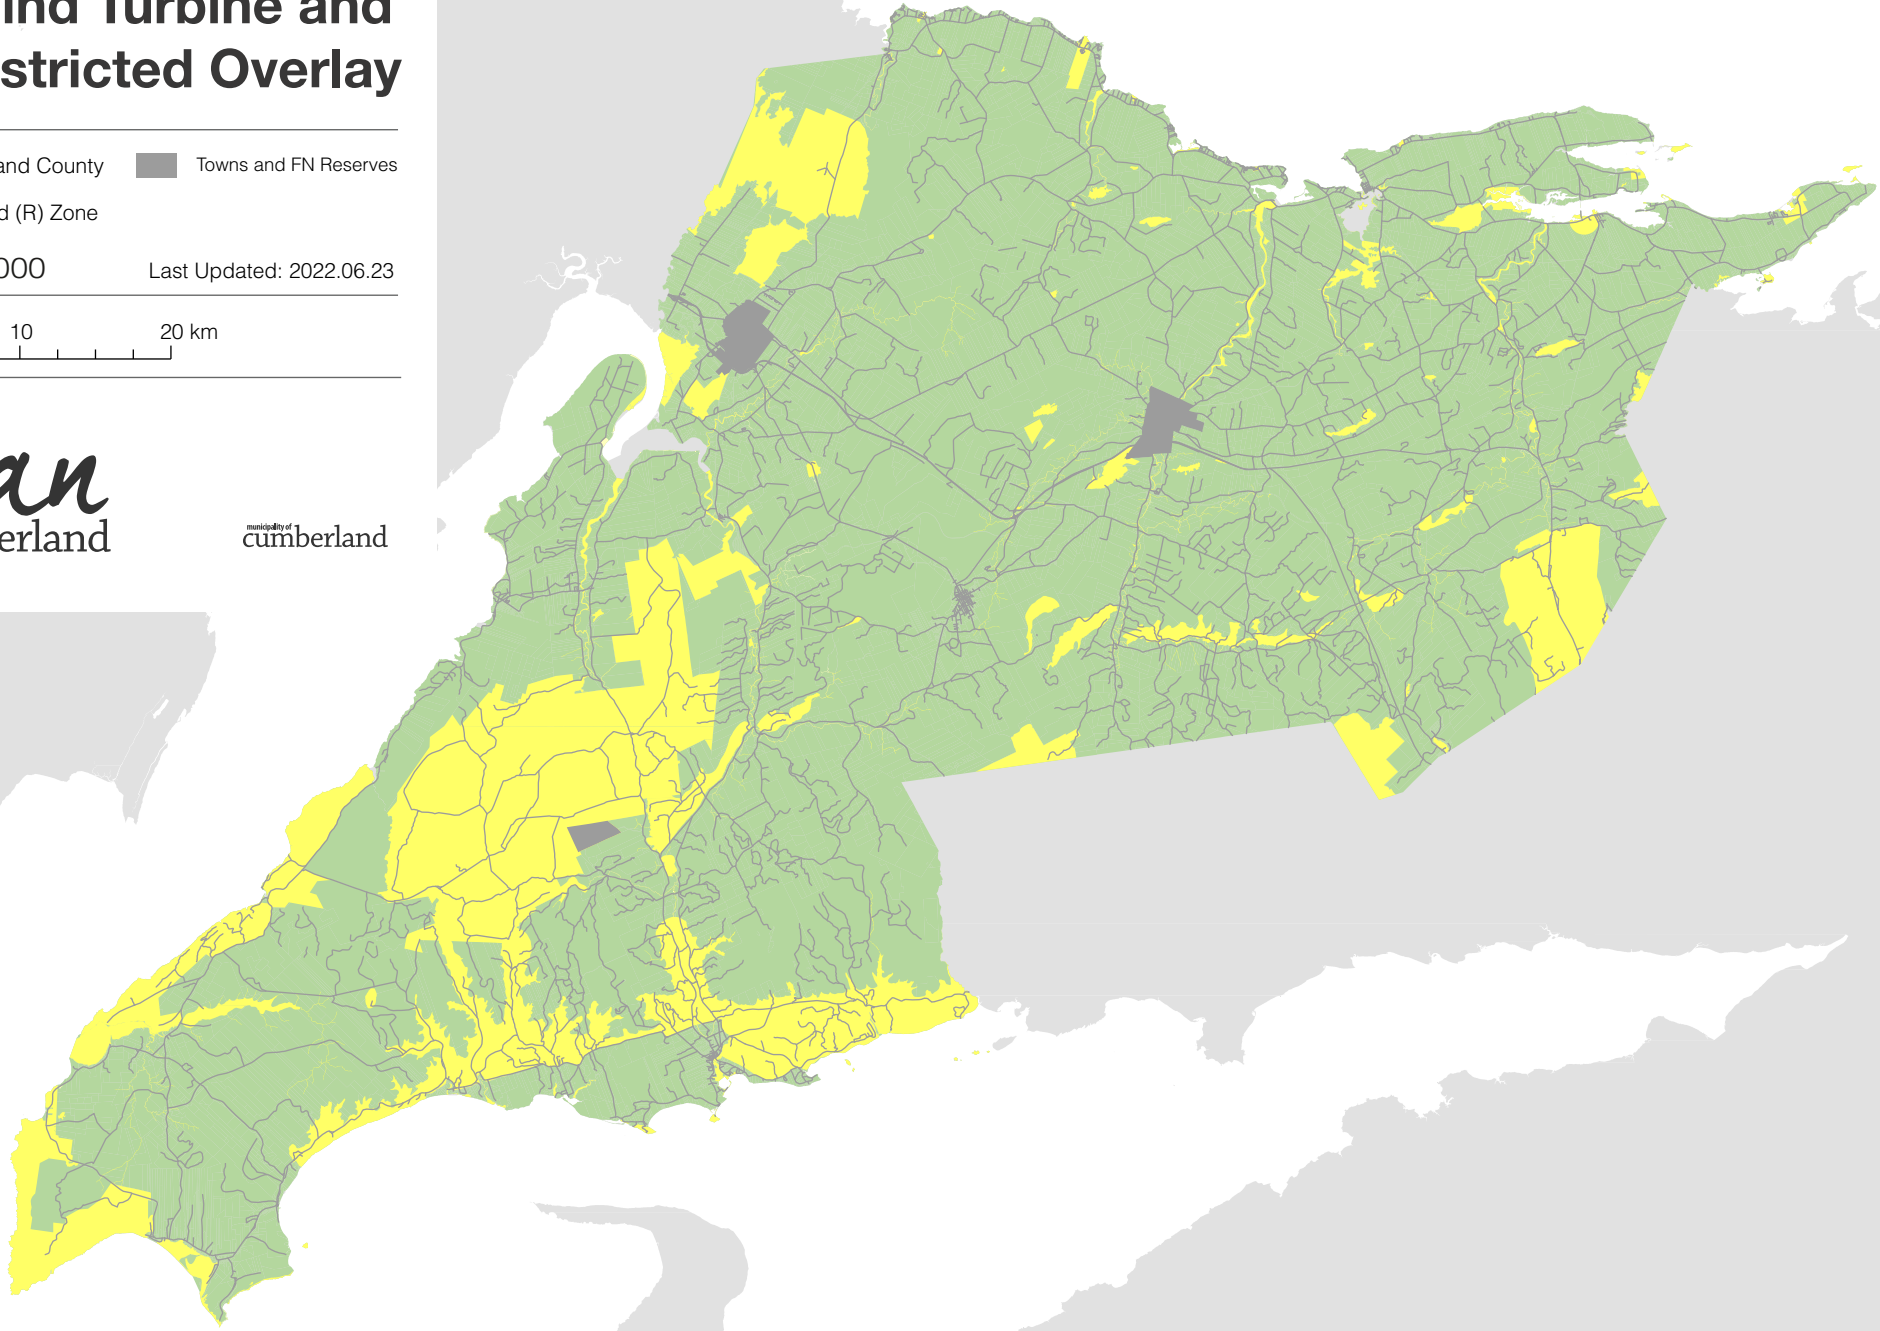 ind Turbine and
stricted Overlay
and County
Towns and FN Reserves
d (R) Zone
000
Last Updated: 2022.06.23
10
20 km
an
erland
municipality of
cumberland